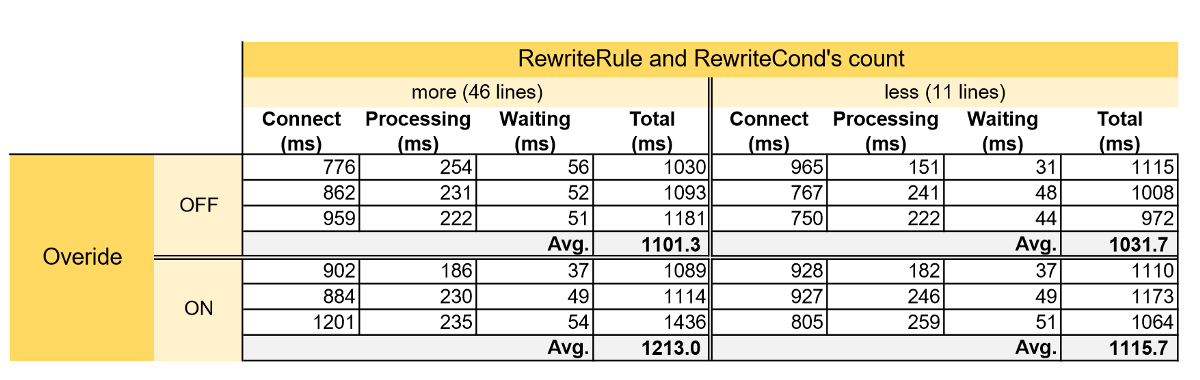 RewriteRule and RewriteCond's count
more (46 lines) less (11 lines)
Connect Processing Waiting Total Connect Processing Waiting Total
(ms) (ms) (ms) (ms) (ms) (ms) (ms) (ms)
776 254 56 1030 965 151 31 1115
862 231 52 1093 767 241 48 1008
OFF
959 222 51 1181 750 222 44 972
Avg. 1101.3 Avg. 1031.7
Overide
902 186 37 1089 928 182 37 1110
884 230 49 1114 927 246 49 1173
ON
1201 235 54 1436 805 259 51 1064
Avg. 1213.0 Avg. 1115.7